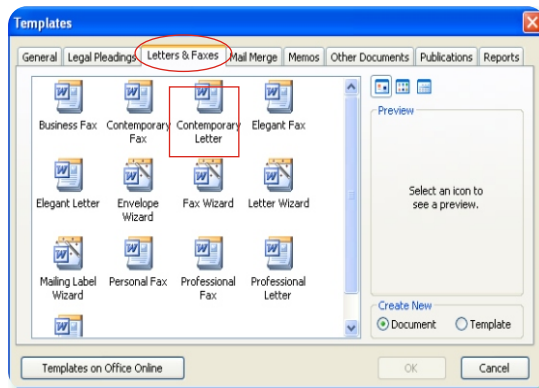 Templates
General Legal Pleadings Letters & Faxes Mail Merge Memos Other Documents Publications Reports
Business Fax
Contemporary
Fax
Contemporary
Letter
Elegant Fax
Preview
Select an icon to
see a preview.
Elegant Letter
Envelope
Wizard
Fax Wizard
Letter Wizard
Mailing Label
Wizard
Personal Fax
Professional
Fax
Professional
Letter
Create New
Document Template
Templates on Office Online
OK
Cancel